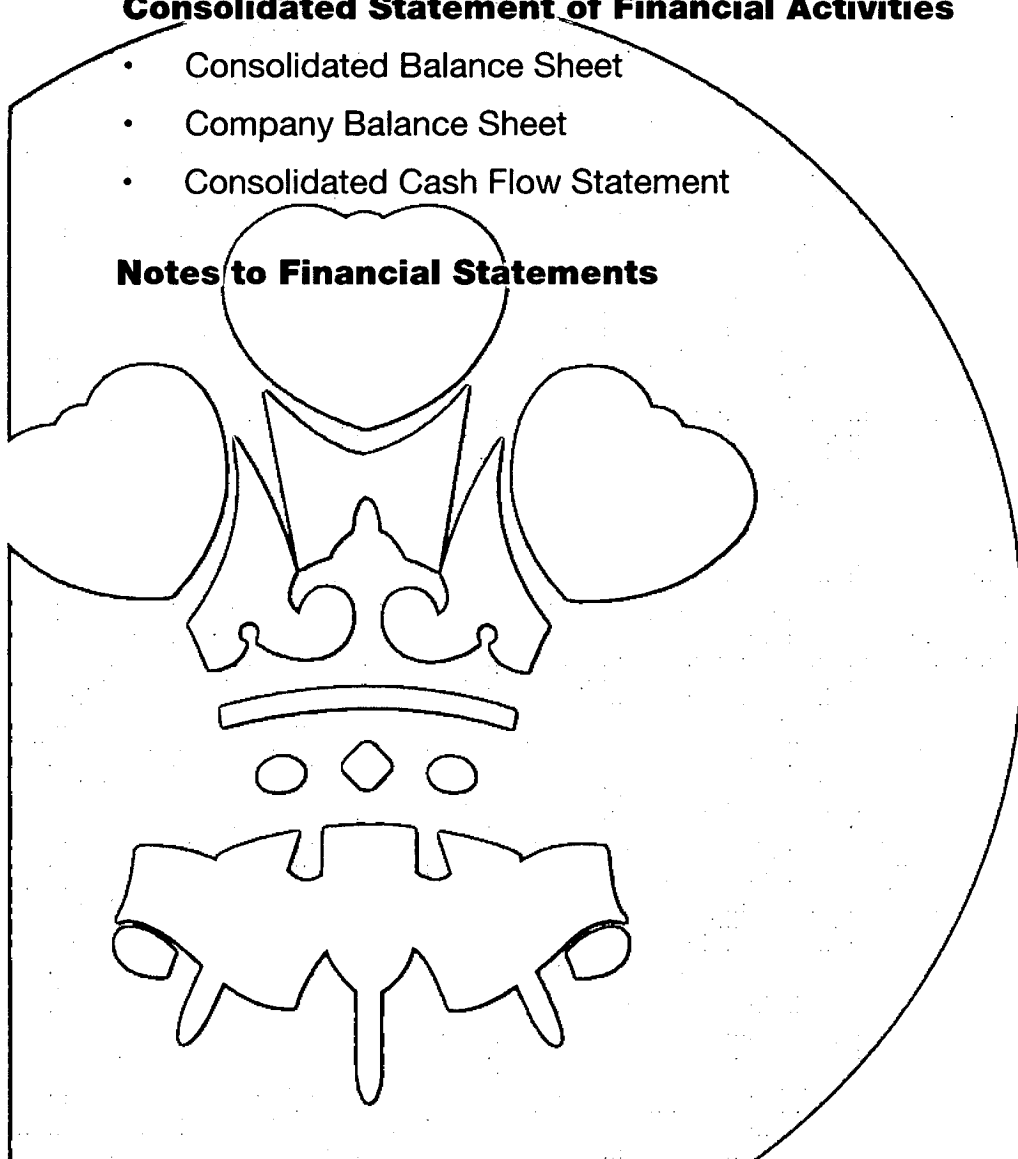 Consolidated Statement of Financial Activities
• Consolidated Balance Sheet
• Company Balance Sheet
• Consolidated Cash Flow Statement
Notes to Financial Statements